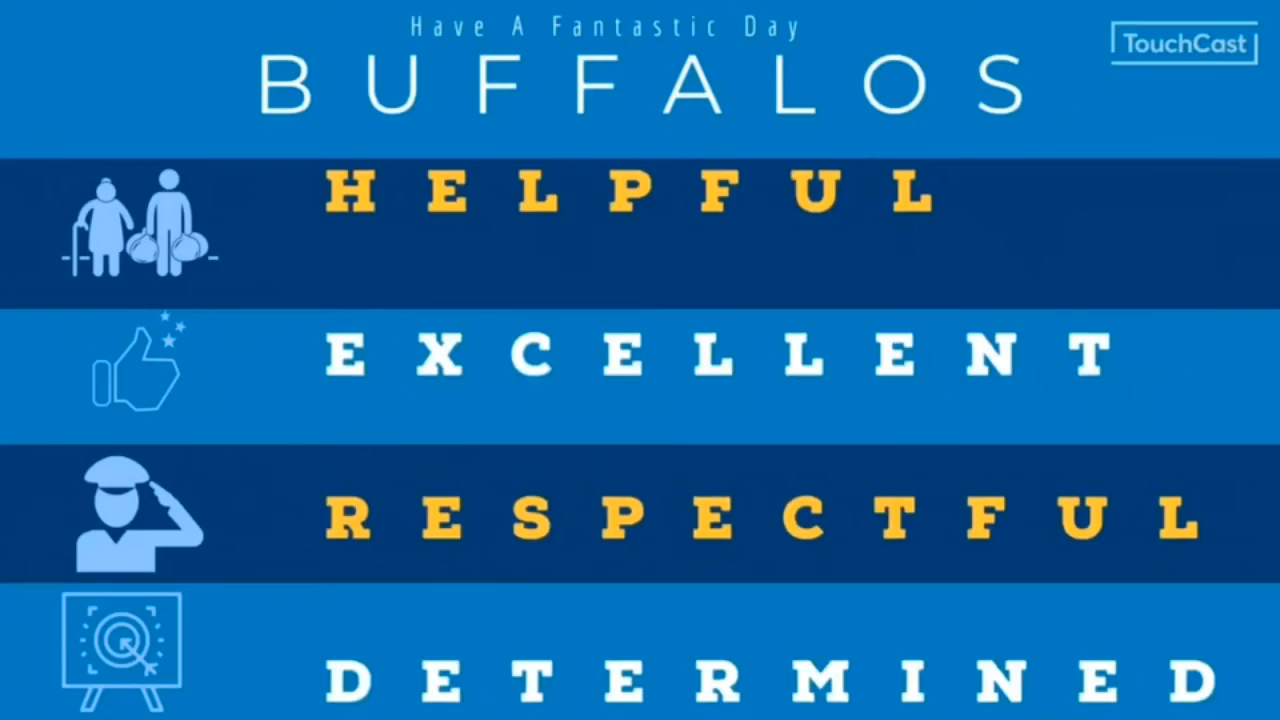 Have A Fantastic Day
TouchCast
BUFFALOS
HELPFUL
EXCELLENT
RESPECTFUL
DETERMINED